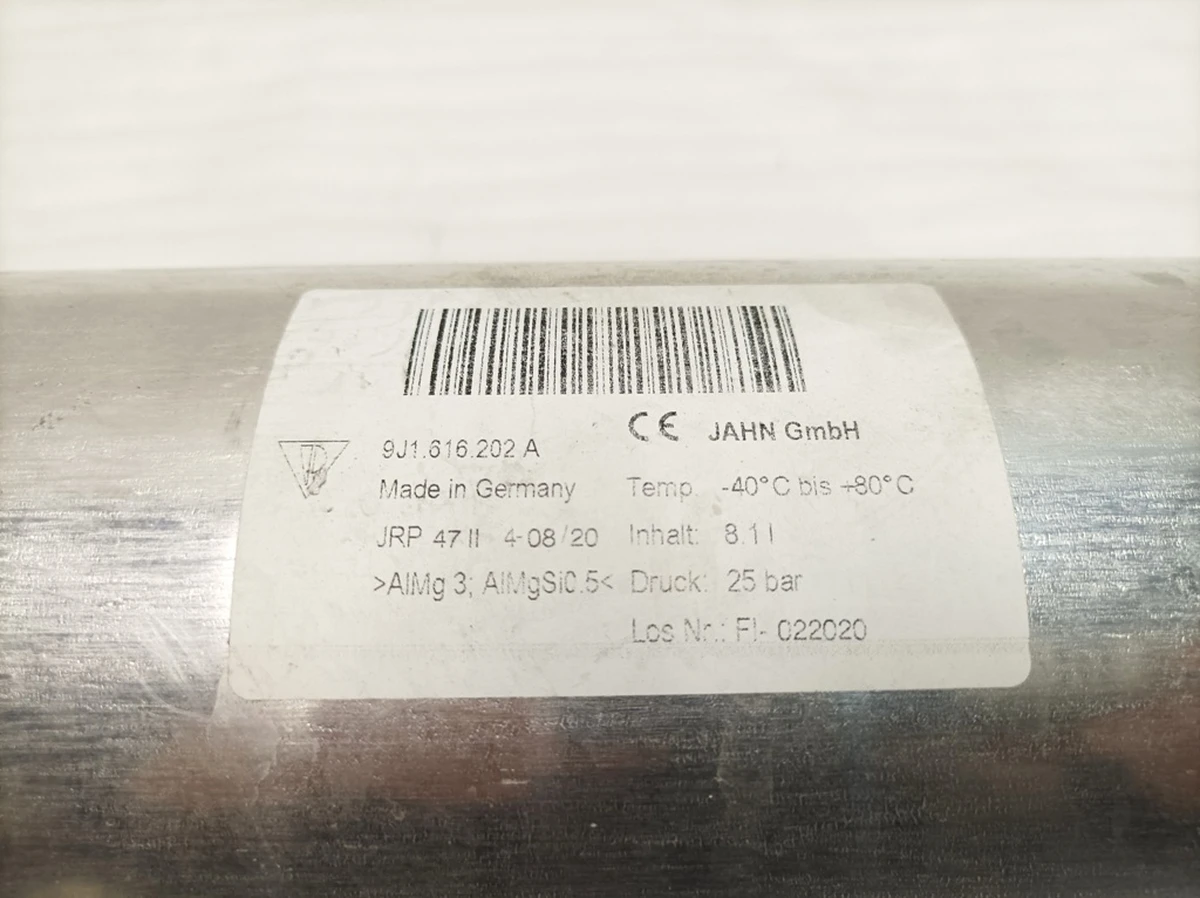 CE JAHN GmbH
9J1.616.202 A
Made in Germany
Temp. -40°C bis +80°C
JRP 47 II 4-08/20
Inhalt: 8.1 l
>AlMg 3; AlMgSi0.5<
Druck: 25 bar
Los Nr.: FI- 022020